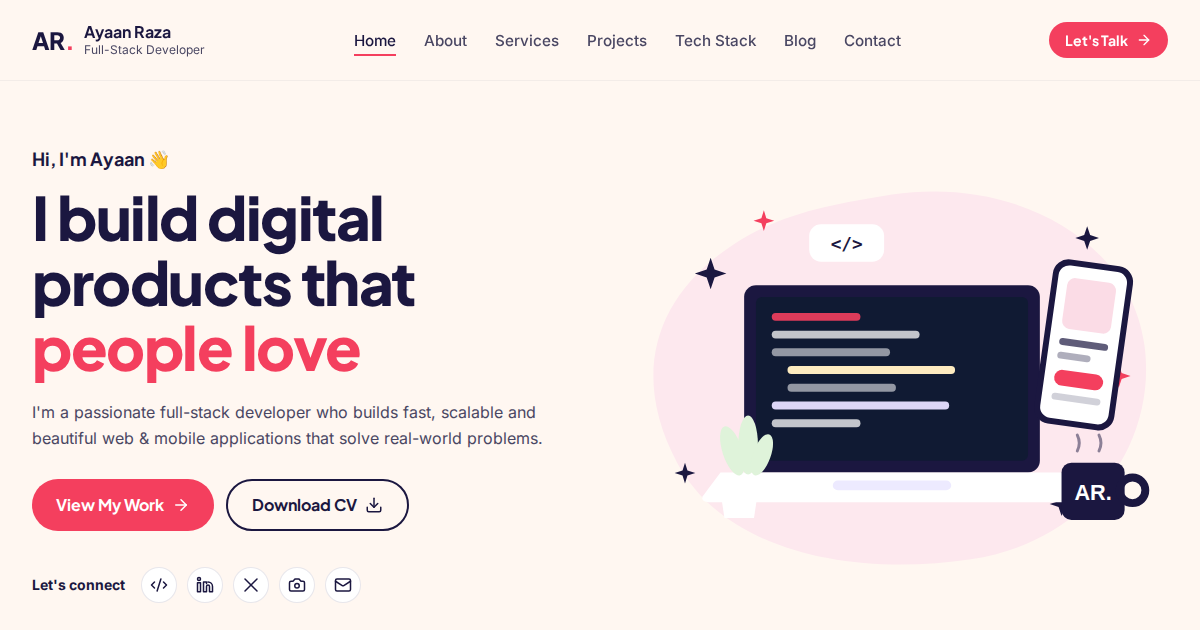 AR.
Ayaan Raza
Full-Stack Developer
Home About Services Projects Tech Stack Blog Contact
Let's Talk →
Hi, I'm Ayaan 👋
I build digital
products that
people love
I'm a passionate full-stack developer who builds fast, scalable and
beautiful web & mobile applications that solve real-world problems.
View My Work →
Download CV
Let's connect
</>
AR.